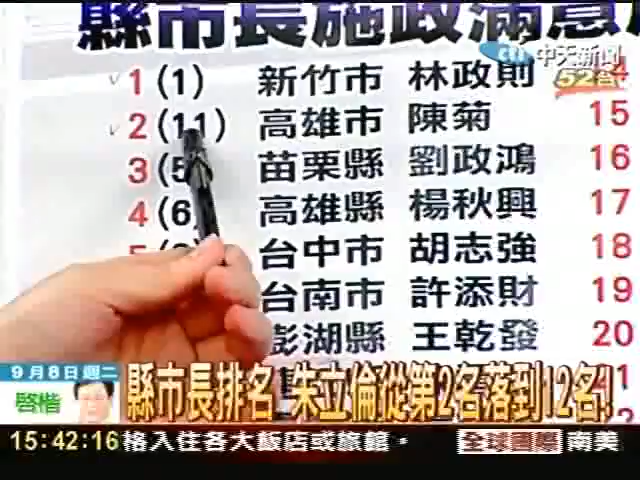 縣市長施政滿意
中天新聞
52台
1 (1) 新竹市 林政則
2 (11) 高雄市 陳菊 15
3 (5 苗栗縣 劉政鴻 16
4 (6) 高雄縣 楊秋興 17
台中市 胡志強 18
台南市 許添財 19
澎湖縣 王乾發 20
9月8日週二
啓楷
縣市長排名 朱立倫從第2名落到12名!
15:42:16 格入住各大飯店或旅館。 全球國際 南美